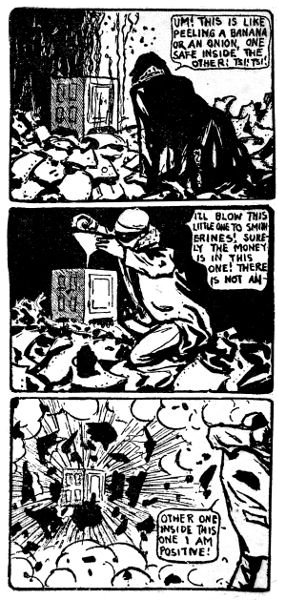 UM! THIS IS LIKE
PEELING A BANANA
OR AN ONION, ONE
SAFE INSIDE THE
OTHER! TS! TS!
I'LL BLOW THIS
LITTLE ONE TO SMITH-
ERINES! SURE-
LY THE MONEY
IS IN THIS
ONE! THERE
IS NOT AN-
OTHER ONE
INSIDE THIS
ONE I AM
POSITIVE!